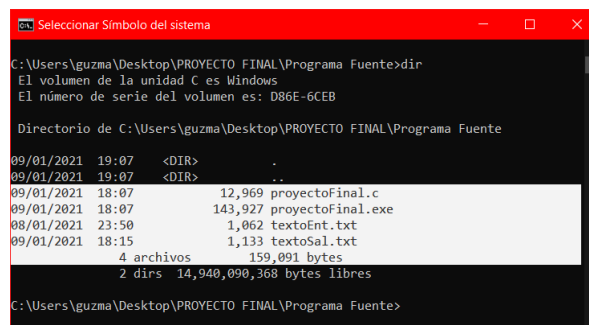 Seleccionar Símbolo del sistema
C:\Users\guzma\Desktop\PROYECTO FINAL\Programa Fuente>dir
El volumen de la unidad C es Windows
El número de serie del volumen es: D86E-6CEB
Directorio de C:\Users\guzma\Desktop\PROYECTO FINAL\Programa Fuente
09/01/2021  19:07    <DIR>          .
09/01/2021  19:07    <DIR>          ..
09/01/2021  18:07            12,969 proyectoFinal.c
09/01/2021  18:07           143,927 proyectoFinal.exe
08/01/2021  23:50             1,062 textoEnt.txt
09/01/2021  18:15             1,133 textoSal.txt
4 archivos        159,091 bytes
2 dirs  14,940,090,368 bytes libres
C:\Users\guzma\Desktop\PROYECTO FINAL\Programa Fuente>